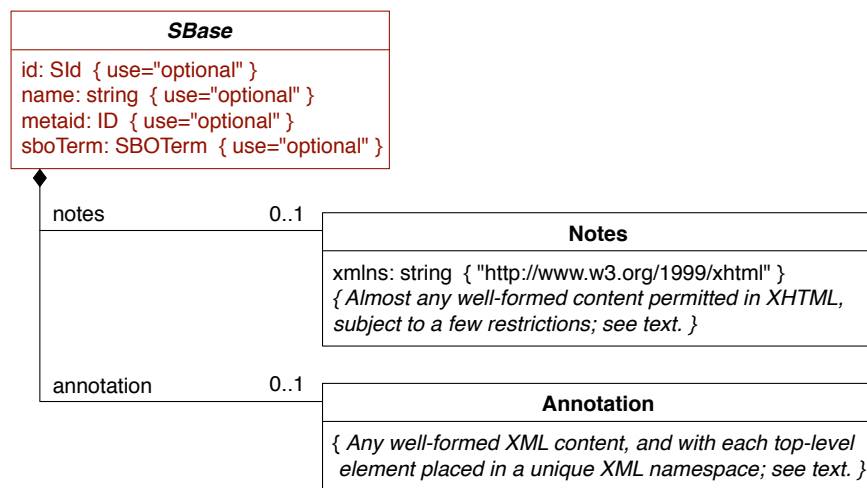 SBase
id: SId { use="optional" }
name: string { use="optional" }
metaid: ID { use="optional" }
sboTerm: SBOTerm { use="optional" }
notes 0..1
Notes
xmlns: string { "http://www.w3.org/1999/xhtml" }
{ Almost any well-formed content permitted in XHTML,
subject to a few restrictions; see text. }
annotation 0..1
Annotation
{ Any well-formed XML content, and with each top-level
element placed in a unique XML namespace; see text. }